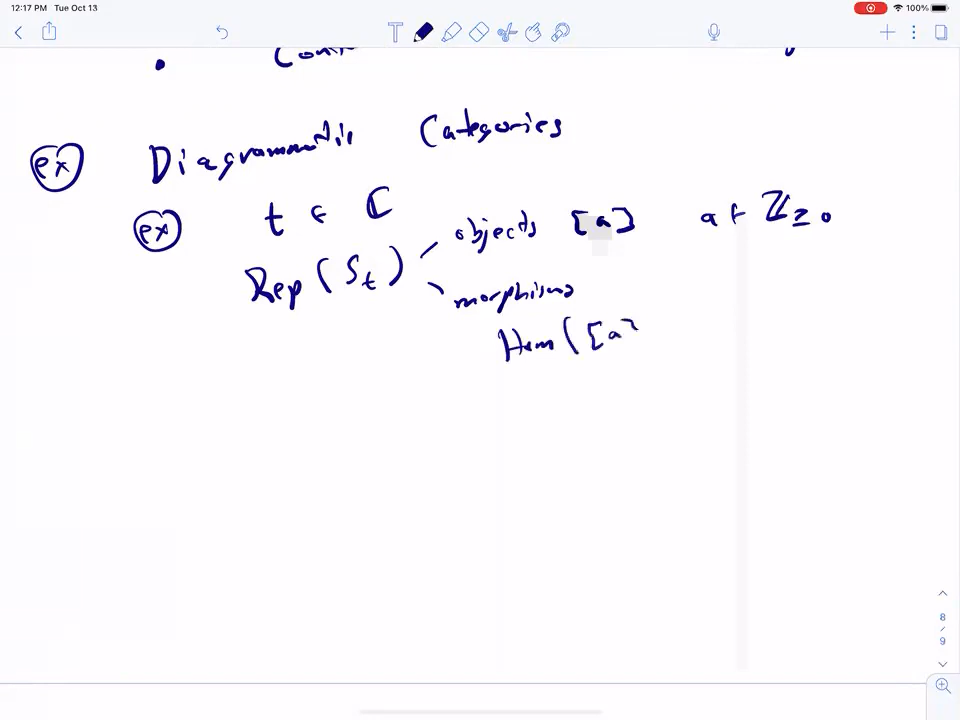 12:17 PM Tue Oct 13
100%
ex Diagrammatic Categories
ex t ∈ ℂ
objects [a] a ∈ ℤ≥0
Rep(S_t)
morphisms
Hom([a]
8
/
9